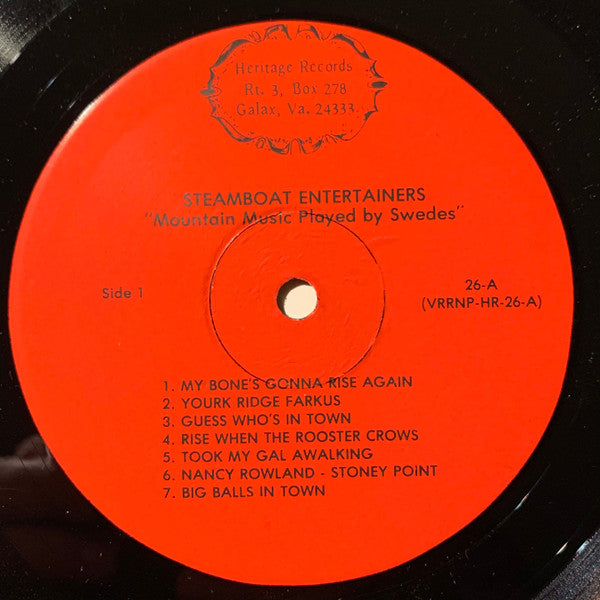 Heritage Records
Rt. 3, Box 278
Galax, Va. 24333
STEAMBOAT ENTERTAINERS
"Mountain Music Played by Swedes"
Side 1
26-A
(VRRNP-HR-26-A)
1. MY BONE'S GONNA RISE AGAIN
2. YOURK RIDGE FARKUS
3. GUESS WHO'S IN TOWN
4. RISE WHEN THE ROOSTER CROWS
5. TOOK MY GAL AWALKING
6. NANCY ROWLAND - STONEY POiNT
7. BIG BALLS IN TOWN